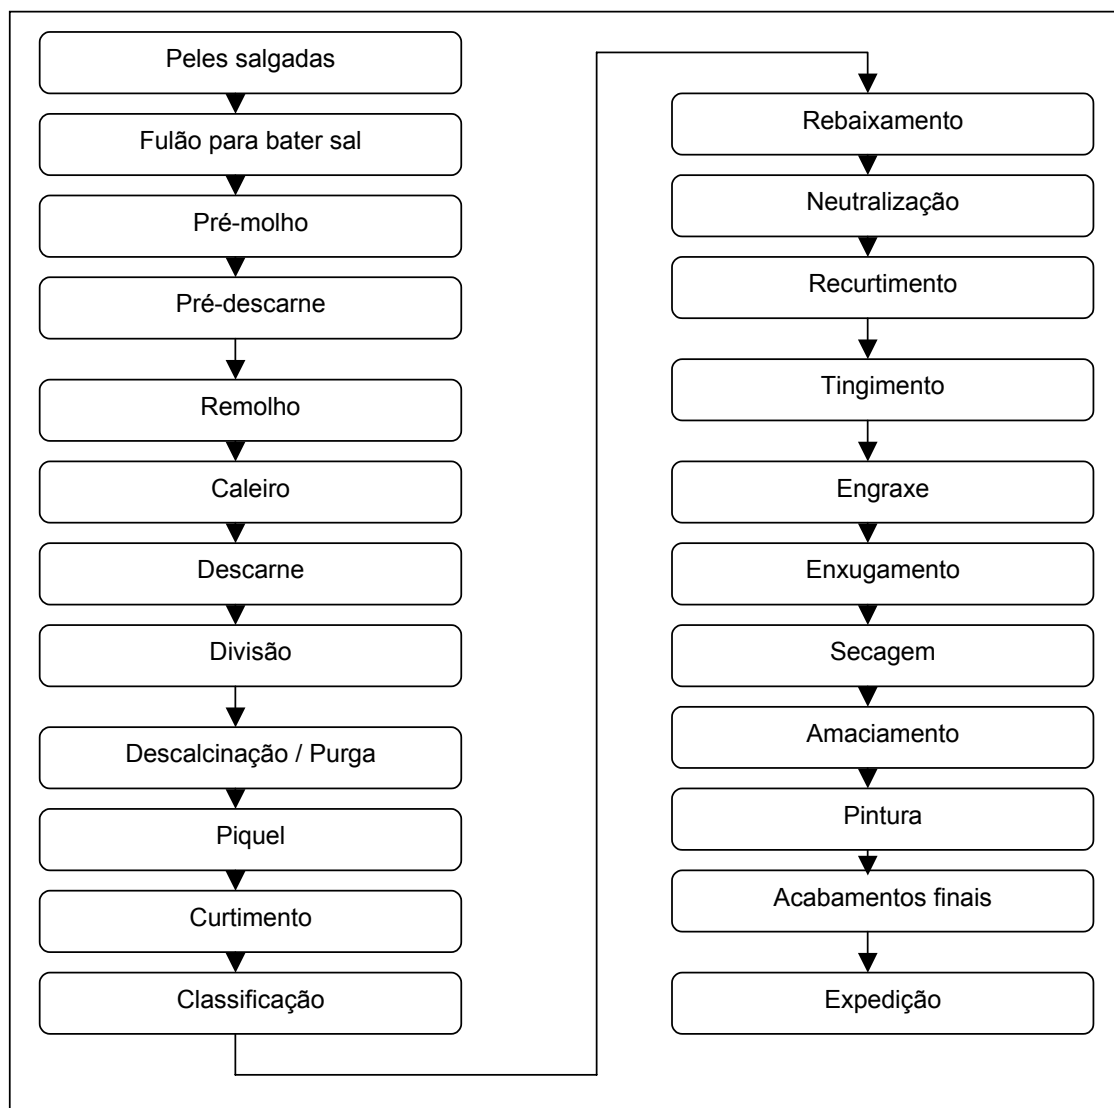 Peles salgadas
Fulão para bater sal
Pré-molho
Pré-descarne
Remolho
Caleiro
Descarne
Divisão
Descalcinação / Purga
Piquel
Curtimento
Classificação
Rebaixamento
Neutralização
Recurtimento
Tingimento
Engraxe
Enxugamento
Secagem
Amaciamento
Pintura
Acabamentos finais
Expedição